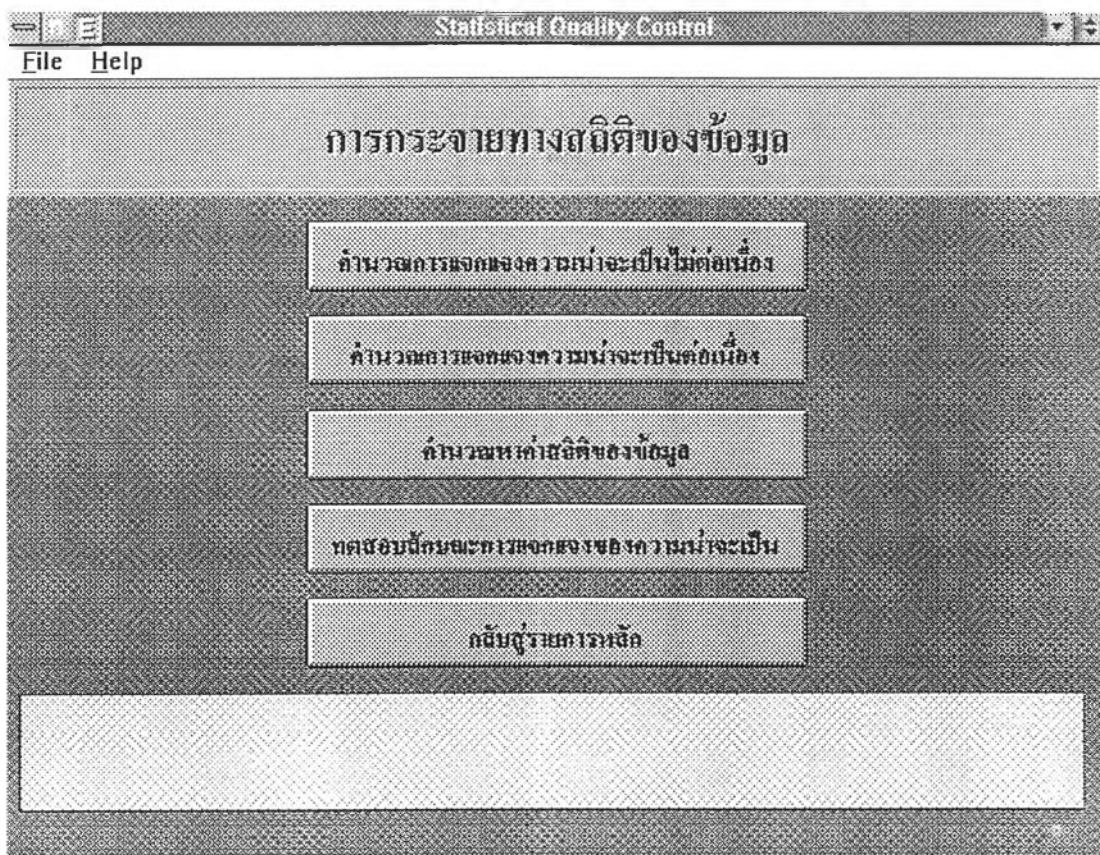 Statistical Quality Control
File Help
การกระจายทางสถิติของข้อมูล
คำนวณการแจกแจงความน่าจะเป็นไม่ต่อเนื่อง
คำนวณการแจกแจงความน่าจะเป็นต่อเนื่อง
คำนวณหาค่าสถิติของข้อมูล
ทดสอบลักษณะการแจกแจงของความน่าจะเป็น
กลับสู่รายการหลัก